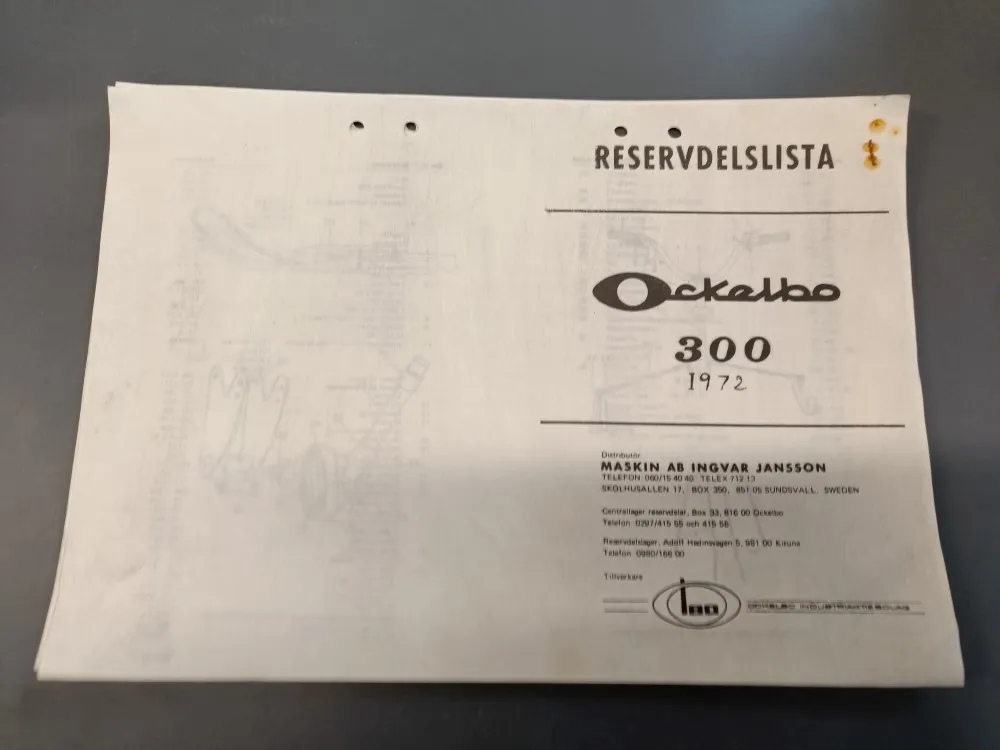 RESERVDELSLISTA
Ockelbo
300
1972
Distributör
MASKIN AB INGVAR JANSSON
TELEFON 060/15 40 40 TELEX 712 13
SKOLHUSALLEN 17, BOX 350, 851 05 SUNDSVALL, SWEDEN
Centrallager reservdelar, Box 33, 816 00 Ockelbo
Telefon 0297/415 55 och 415 56
Reservdelslager, Adolf Hedinsvägen 5, 981 00 Kiruna
Telefon 0980/166 00
Tillverkare
OCKELBO INDUSTRIAKTIEBOLAG